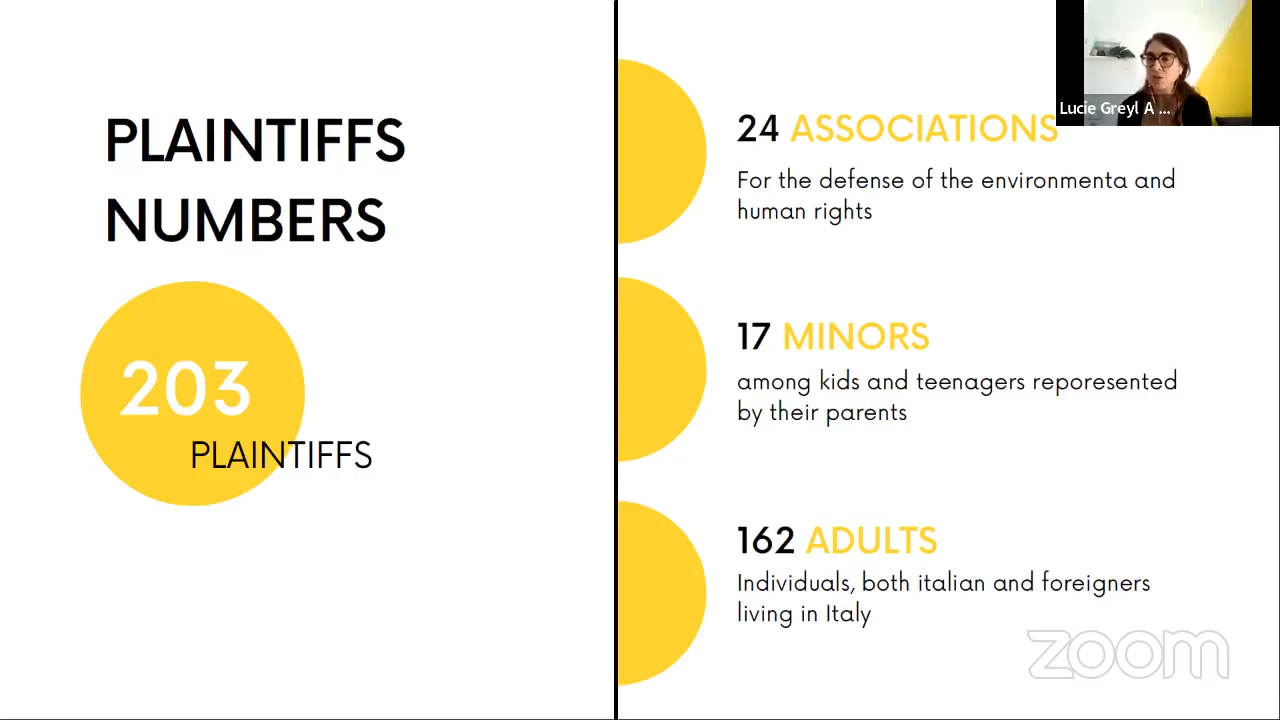 PLAINTIFFS
NUMBERS
203
PLAINTIFFS
24 ASSOCIATIONS
For the defense of the environmenta and
human rights
17 MINORS
among kids and teenagers reporesented
by their parents
162 ADULTS
Individuals, both italian and foreigners
living in Italy
Lucie Greyl A ...
zoom